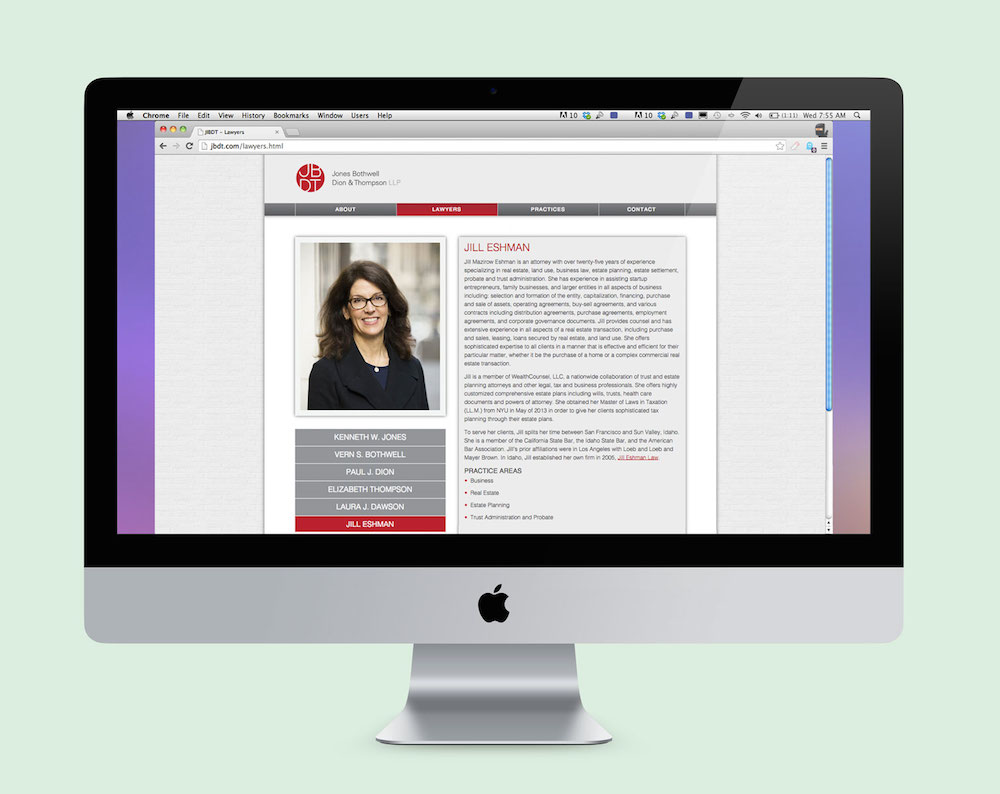 Chrome File Edit View History Bookmarks Window Users Help 10 10 (1:11) Wed 7:55 AM
JBDT - Lawyers
jbdt.com/lawyers.html
JB
DT
Jones Bothwell
Dion & Thompson LLP
ABOUT LAWYERS PRACTICES CONTACT
JILL ESHMAN
Jill Mazirow Eshman is an attorney with over twenty-five years of experience
specializing in real estate, land use, business law, estate planning, estate settlement,
probate and trust administration. She has experience in assisting startup
entrepreneurs, family businesses, and larger entities in all aspects of business
including: selection and formation of the entity, capitalization, financing, purchase
and sale of assets, operating agreements, buy-sell agreements, and various
contracts including distribution agreements, purchase agreements, employment
agreements, and corporate governance documents. Jill provides counsel and has
extensive experience in all aspects of a real estate transaction, including purchase
and sales, leasing, loans secured by real estate, and land use. She offers
sophisticated expertise to all clients in a manner that is effective and efficient for their
particular matter, whether it be the purchase of a home or a complex commercial real
estate transaction.
Jill is a member of WealthCounsel, LLC, a nationwide collaboration of trust and estate
planning attorneys and other legal, tax and business professionals. She offers highly
customized comprehensive estate plans including wills, trusts, health care
documents and powers of attorney. She obtained her Master of Laws in Taxation
(LL.M.) from NYU in May of 2013 in order to give her clients sophisticated tax
planning through their estate plans.
To serve her clients, Jill splits her time between San Francisco and Sun Valley, Idaho.
She is a member of the California State Bar, the Idaho State Bar, and the American
Bar Association. Jill's prior affiliations were in Los Angeles with Loeb and Loeb and
Mayer Brown. In Idaho, Jill established her own firm in 2005, Jill Eshman Law.
PRACTICE AREAS
• Business
• Real Estate
• Estate Planning
• Trust Administration and Probate
KENNETH W. JONES
VERN S. BOTHWELL
PAUL J. DION
ELIZABETH THOMPSON
LAURA J. DAWSON
JILL ESHMAN